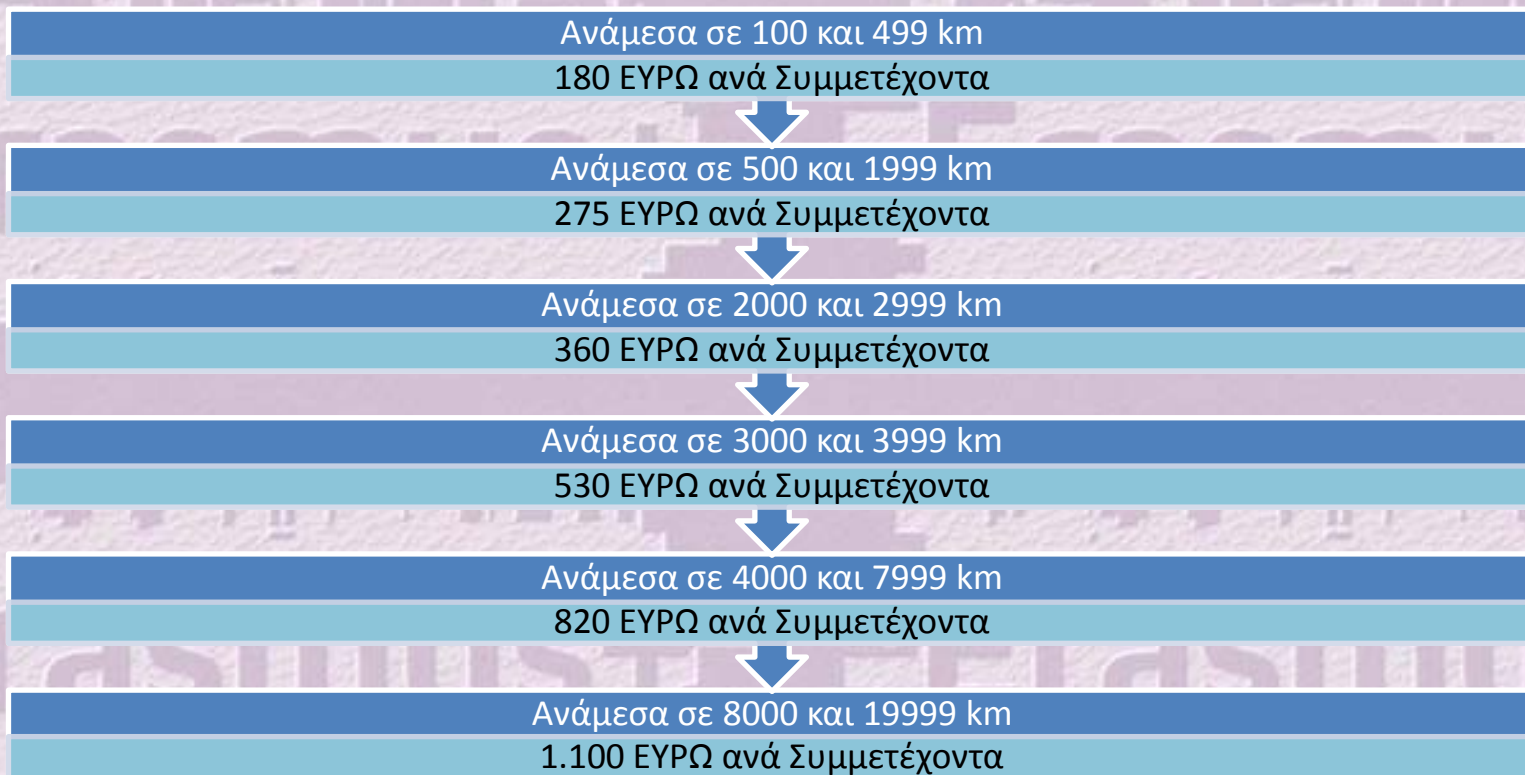 Ανάμεσα σε 100 και 499 km
180 ΕΥΡΩ ανά Συμμετέχοντα
Ανάμεσα σε 500 και 1999 km
275 ΕΥΡΩ ανά Συμμετέχοντα
Ανάμεσα σε 2000 και 2999 km
360 ΕΥΡΩ ανά Συμμετέχοντα
Ανάμεσα σε 3000 και 3999 km
530 ΕΥΡΩ ανά Συμμετέχοντα
Ανάμεσα σε 4000 και 7999 km
820 ΕΥΡΩ ανά Συμμετέχοντα
Ανάμεσα σε 8000 και 19999 km
1.100 ΕΥΡΩ ανά Συμμετέχοντα